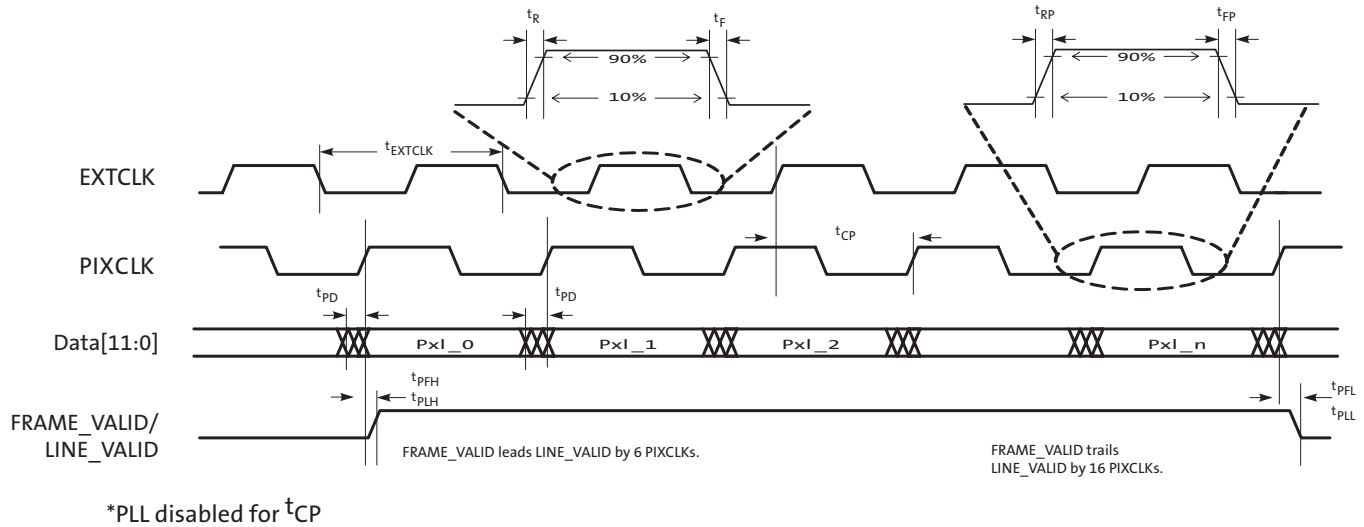 tR
tF
tRP
tFP
90%
90%
10%
10%
tEXTCLK
EXTCLK
tCP
PIXCLK
tPD
tPD
Data[11:0]
Pxl_0
Pxl_1
Pxl_2
Pxl_n
tPFH
tPLH
tPFL
tPLL
FRAME_VALID/
LINE_VALID
FRAME_VALID leads LINE_VALID by 6 PIXCLKs.
FRAME_VALID trails
LINE_VALID by 16 PIXCLKs.
*PLL disabled for tCP